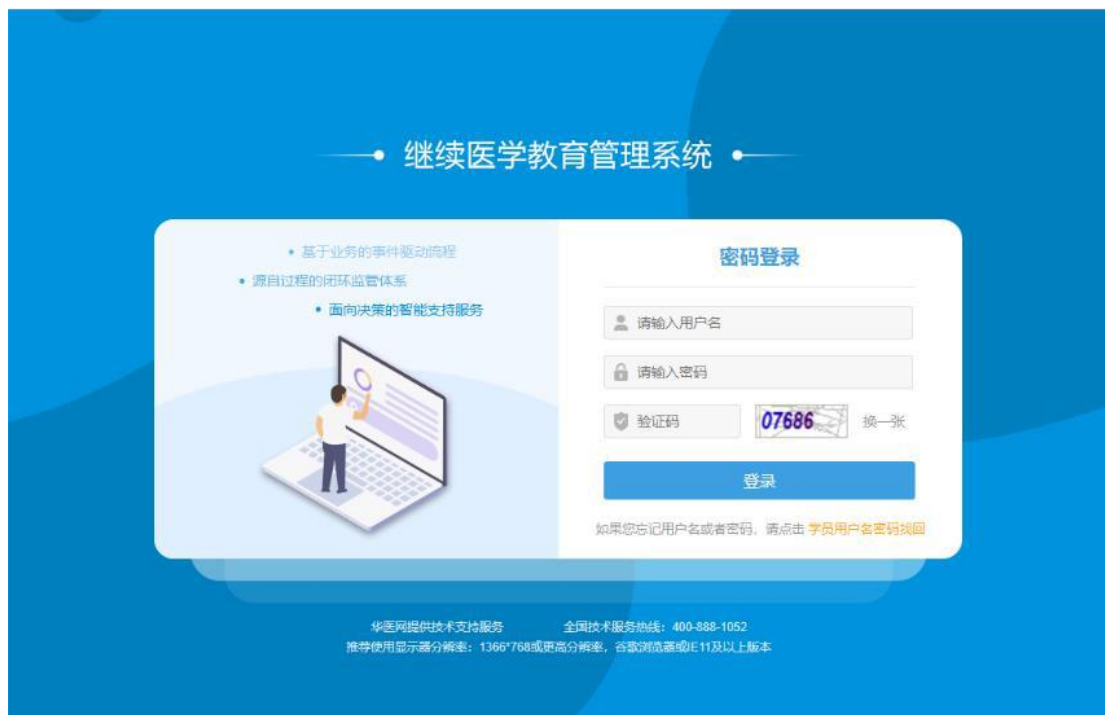 继续医学教育管理系统
• 基于业务的事件驱动流程
• 源自过程的闭环监管体系
• 面向决策的智能支持服务
密码登录
请输入用户名
请输入密码
验证码 07686 换一张
登录
如果您忘记用户名或者密码，请点击 学员用户名密码找回
华医网提供技术支持服务 全国技术服务热线：400-888-1052
推荐使用显示器分辨率：1366*768或更高分辨率，谷歌浏览器或IE11及以上版本